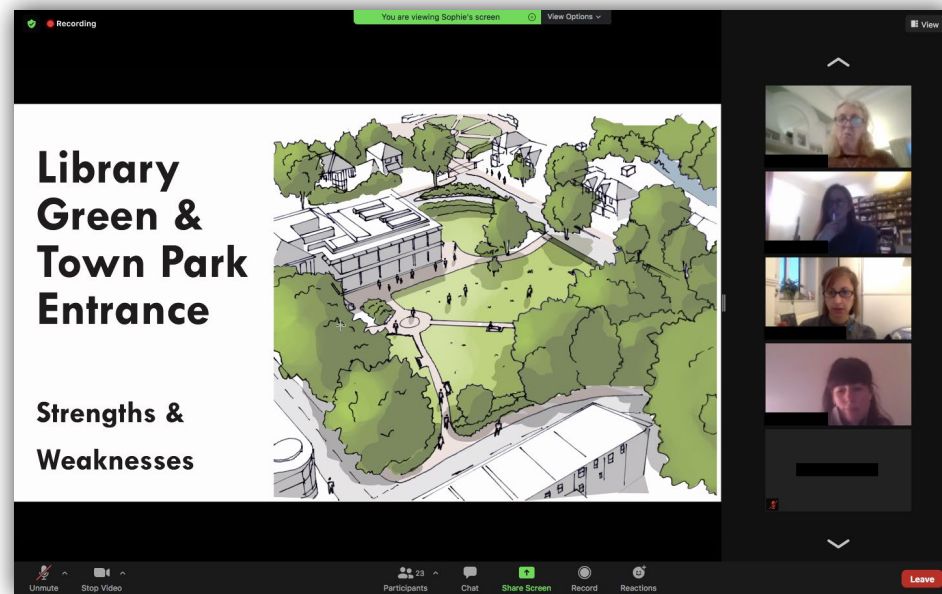 Recording
You are viewing Sophie's screen
View Options
View
Library
Green &
Town Park
Entrance
Strengths &
Weaknesses
Unmute
Stop Video
23
Participants
Chat
Share Screen
Record
Reactions
Leave